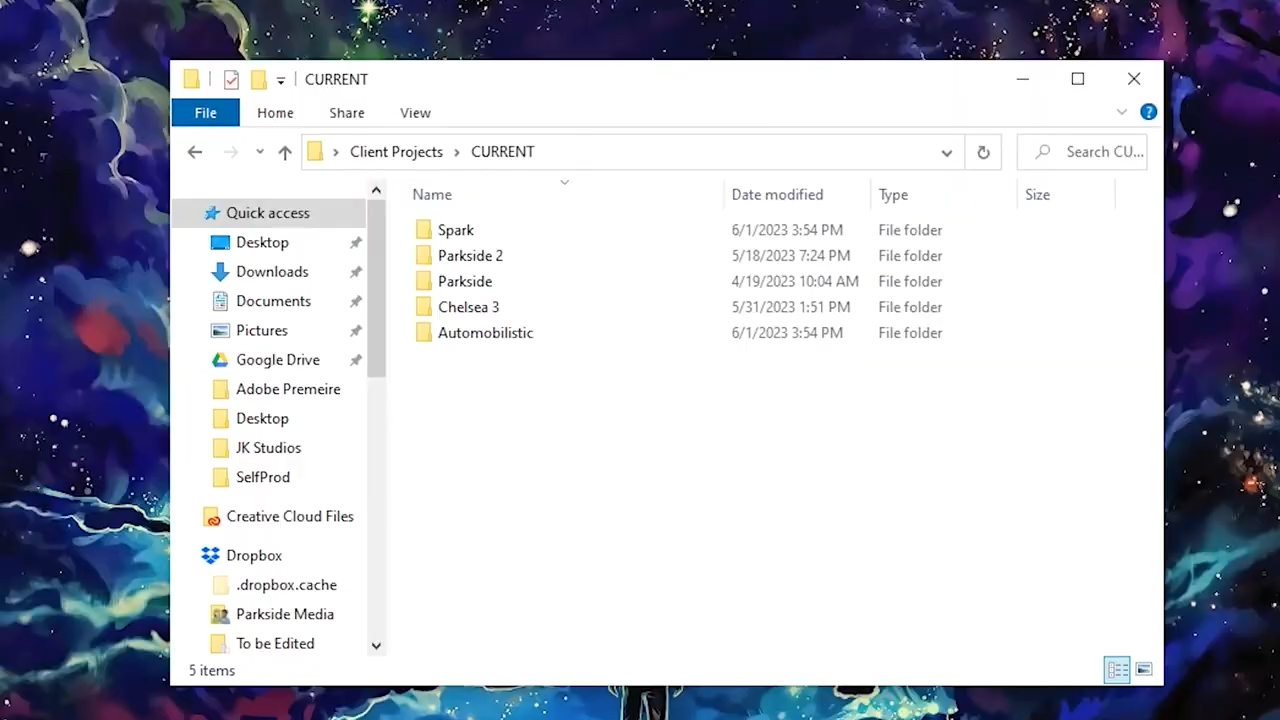 CURRENT
File Home Share View
Client Projects CURRENT Search CU...
Name Date modified Type Size
Quick access
Desktop
Downloads
Documents
Pictures
Google Drive
Adobe Premeire
Desktop
JK Studios
SelfProd
Creative Cloud Files
Dropbox
.dropbox.cache
Parkside Media
To be Edited
Spark 6/1/2023 3:54 PM File folder
Parkside 2 5/18/2023 7:24 PM File folder
Parkside 4/19/2023 10:04 AM File folder
Chelsea 3 5/31/2023 1:51 PM File folder
Automobilistic 6/1/2023 3:54 PM File folder
5 items